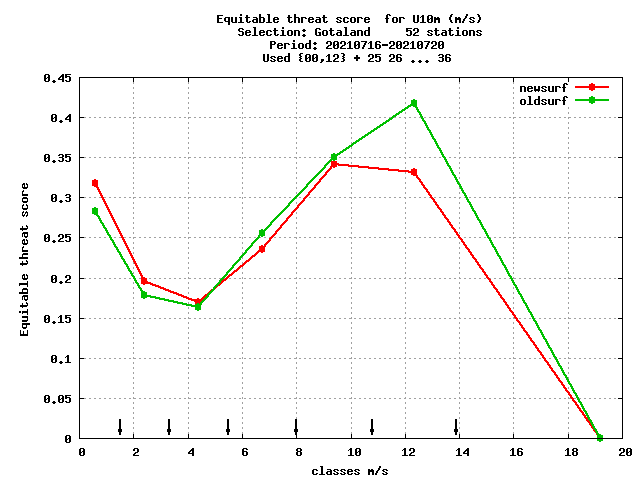 Equitable threat score  for U10m (m/s)
Selection: Gotaland     52 stations
Period: 20210716-20210720
Used {00,12} + 25 26 ... 36
newsurf
oldsurf
0.45
0.4
0.35
0.3
0.25
0.2
0.15
0.1
0.05
0
Equitable threat score
0 2 4 6 8 10 12 14 16 18 20
classes m/s